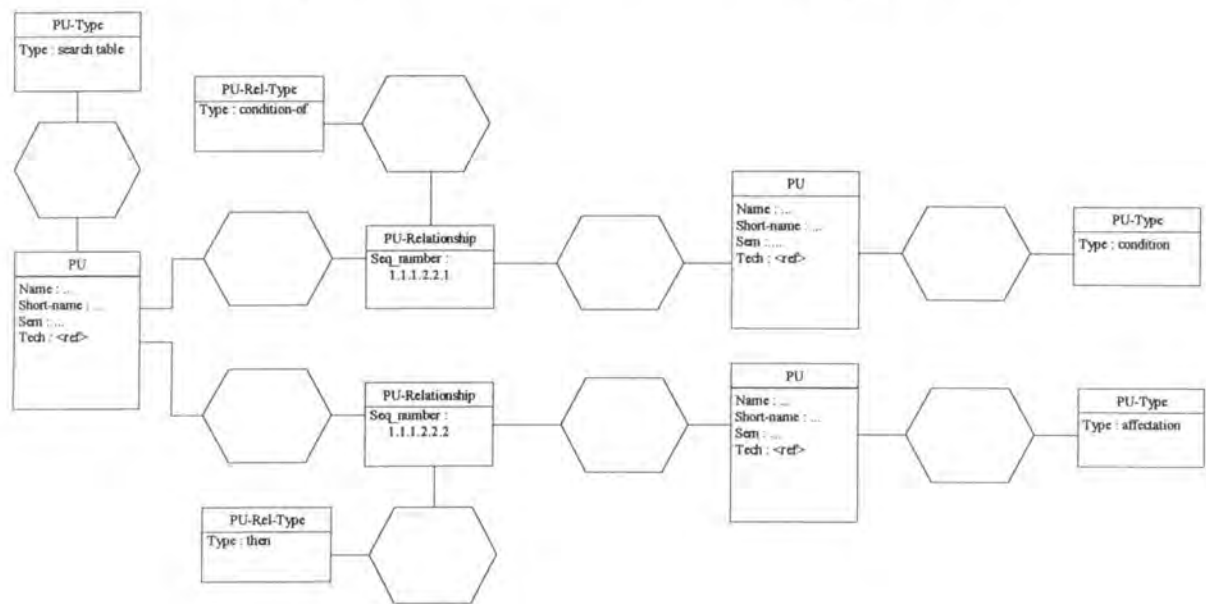 PU-Type
Type : search table
PU-Rel-Type
Type : condition-of
PU
Name : ...
Short-name : ...
Sem : ...
Tech : <ref>
PU-Relationship
Seq_number :
1.1.1.2.2.1
PU
Name : ...
Short-name : ...
Sem : ...
Tech : <ref>
PU-Type
Type : condition
PU-Relationship
Seq_number :
1.1.1.2.2.2
PU
Name : ...
Short-name : ...
Sem : ...
Tech : <ref>
PU-Type
Type : affectation
PU-Rel-Type
Type : then